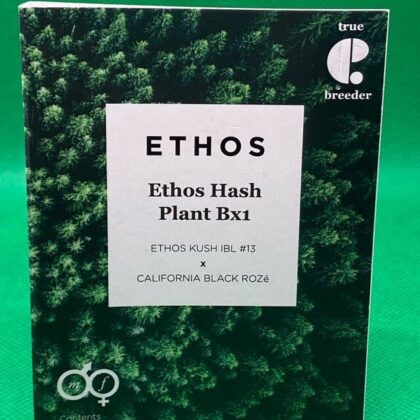 true
breeder
ETHOS
Ethos Hash
Plant Bx1
ETHOS KUSH IBL #13
x
CALIFORNIA BLACK ROZé
m f
Contents